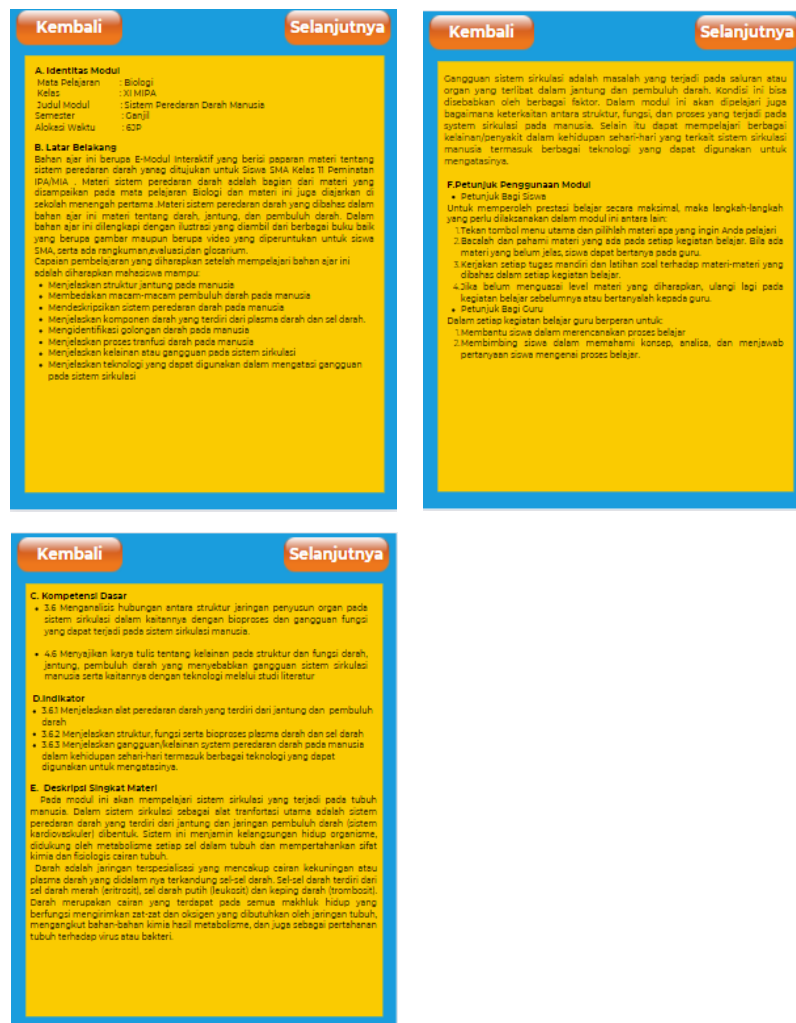 Kembali
Selanjutnya
A. Identitas Modul
Mata Pelajaran : Biologi
Kelas : XI MIPA
Judul Modul : Sistem Peredaran Darah Manusia
Semester : Ganjil
Alokasi Waktu : 6JP
B. Latar Belakang
Bahan ajar ini berupa E-Modul Interaktif yang berisi paparan materi tentang
sistem peredaran darah yanag ditujukan untuk Siswa SMA Kelas 11 Peminatan
IPA/MIA . Materi sistem peredaran darah adalah bagian dari materi yang
disampaikan pada mata pelajaran Biologi dan materi ini juga diajarkan di
sekolah menengah pertama .Materi sistem peredaran darah yang dibahas dalam
bahan ajar ini materi tentang darah, jantung, dan pembuluh darah. Dalam
bahan ajar ini dilengkapi dengan ilustrasi yang diambil dari berbagai buku baik
yang berupa gambar maupun berupa video yang diperuntukan untuk siswa
SMA, serta ada rangkuman,evaluasi,dan glosarium.
Capaian pembelajaran yang diharapkan setelah mempelajari bahan ajar ini
adalah diharapkan mahasiswa mampu:
• Menjelaskan struktur jantung pada manusia
• Membedakan macam-macam pembuluh darah pada manusia
• Mendeskripsikan sistem peredaran darah pada manusia
• Menjelaskan komponen darah yang terdiri dari plasma darah dan sel darah.
• Mengidentifikasi golongan darah pada manusia
• Menjelaskan proses tranfusi darah pada manusia
• Menjelaskan kelainan atau gangguan pada sistem sirkulasi
• Menjelaskan teknologi yang dapat digunakan dalam mengatasi gangguan
pada sistem sirkulasi
Kembali
Selanjutnya
Gangguan sistem sirkulasi adalah masalah yang terjadi pada saluran atau
organ yang terlibat dalam jantung dan pembuluh darah. Kondisi ini bisa
disebabkan oleh berbagai faktor. Dalam modul ini akan dipelajari juga
bagaimana keterkaitan antara struktur, fungsi, dan proses yang terjadi pada
system sirkulasi pada manusia. Selain itu dapat mempelajari berbagai
kelainan/penyakit dalam kehidupan sehari-hari yang terkait sistem sirkulasi
manusia termasuk berbagai teknologi yang dapat digunakan untuk
mengatasinya.
F.Petunjuk Penggunaan Modul
• Petunjuk Bagi Siswa
Untuk memperoleh prestasi belajar secara maksimal, maka langkah-langkah
yang perlu dilaksanakan dalam modul ini antara lain:
1.Tekan tombol menu utama dan pilihlah materi apa yang ingin Anda pelajari
2.Bacalah dan pahami materi yang ada pada setiap kegiatan belajar. Bila ada
materi yang belum jelas, siswa dapat bertanya pada guru.
3.Kerjakan setiap tugas mandiri dan latihan soal terhadap materi-materi yang
dibahas dalam setiap kegiatan belajar.
4.Jika belum menguasai level materi yang diharapkan, ulangi lagi pada
kegiatan belajar sebelumnya atau bertanyalah kepada guru.
• Petunjuk Bagi Guru
Dalam setiap kegiatan belajar guru berperan untuk:
1.Membantu siswa dalam merencanakan proses belajar
2.Membimbing siswa dalam memahami konsep, analisa, dan menjawab
pertanyaan siswa mengenai proses belajar.
Kembali
Selanjutnya
C. Kompetensi Dasar
• 3.6 Menganalisis hubungan antara struktur jaringan penyusun organ pada
sistem sirkulasi dalam kaitannya dengan bioproses dan gangguan fungsi
yang dapat terjadi pada sistem sirkulasi manusia.
• 4.6 Menyajikan karya tulis tentang kelainan pada struktur dan fungsi darah,
jantung, pembuluh darah yang menyebabkan gangguan sistem sirkulasi
manusia serta kaitannya dengan teknologi melalui studi literatur
D.Indikator
• 3.6.1 Menjelaskan alat peredaran darah yang terdiri dari jantung dan pembuluh
darah
• 3.6.2 Menjelaskan struktur, fungsi serta bioproses plasma darah dan sel darah
• 3.6.3 Menjelaskan gangguan/kelainan system peredaran darah pada manusia
dalam kehidupan sehari-hari termasuk berbagai teknologi yang dapat
digunakan untuk mengatasinya.
E. Deskripsi Singkat Materi
Pada modul ini akan mempelajari sistem sirkulasi yang terjadi pada tubuh
manusia. Dalam sistem sirkulasi sebagai alat tranfortasi utama adalah sistem
peredaran darah yang terdiri dari jantung dan jaringan pembuluh darah (sistem
kardiovaskuler) dibentuk. Sistem ini menjamin kelangsungan hidup organisme,
didukung oleh metabolisme setiap sel dalam tubuh dan mempertahankan sifat
kimia dan fisiologis cairan tubuh.
Darah adalah jaringan terspesialisasi yang mencakup cairan kekuningan atau
plasma darah yang didalam nya terkandung sel-sel darah. Sel-sel darah terdiri dari
sel darah merah (eritrosit), sel darah putih (leukosit) dan keping darah (trombosit).
Darah merupakan cairan yang terdapat pada semua makhluk hidup yang
berfungsi mengirimkan zat-zat dan oksigen yang dibutuhkan oleh jaringan tubuh,
mengangkut bahan-bahan kimia hasil metabolisme, dan juga sebagai pertahanan
tubuh terhadap virus atau bakteri.